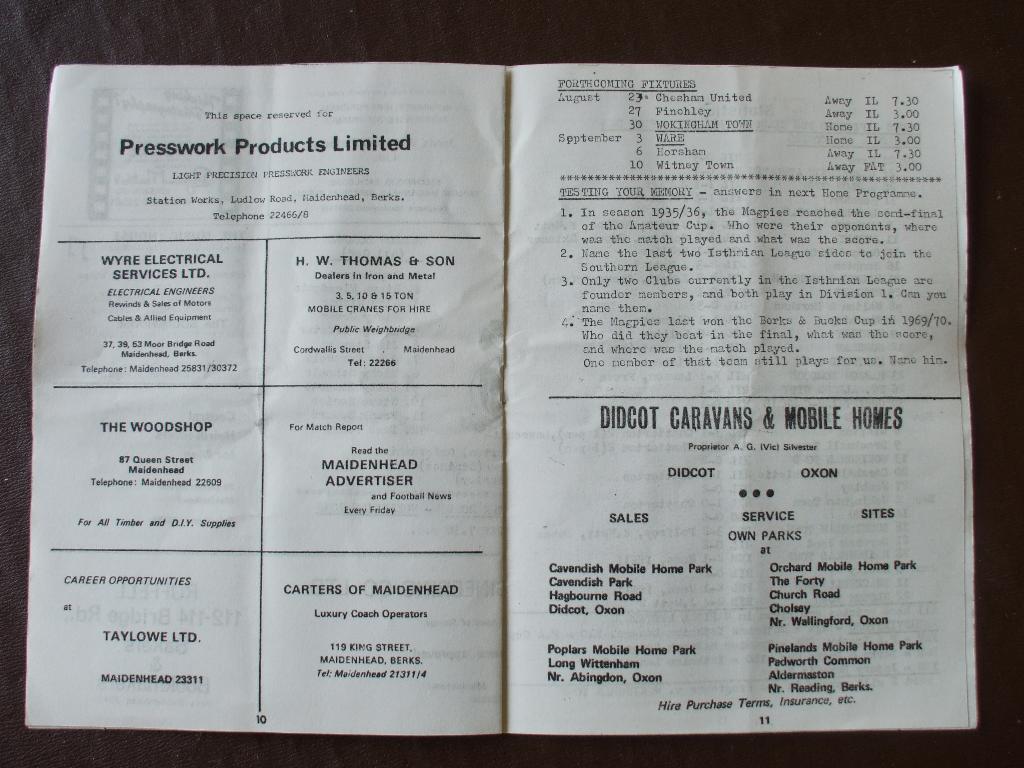 This space reserved for
Presswork Products Limited
LIGHT PRECISION PRESSWORK ENGINEERS
Station Works, Ludlow Road, Maidenhead, Berks.
Telephone 22466/8
WYRE ELECTRICAL
SERVICES LTD.
ELECTRICAL ENGINEERS
Rewinds & Sales of Motors
Cables & Allied Equipment
37, 39, 53 Moor Bridge Road
Maidenhead, Berks.
Telephone: Maidenhead 25831/30372
H. W. THOMAS & SON
Dealers in Iron and Metal
3, 5, 10 & 15 TON
MOBILE CRANES FOR HIRE
Public Weighbridge
Cordwallis Street . Maidenhead
Tel: 22266
THE WOODSHOP
87 Queen Street
Maidenhead
Telephone: Maidenhead 22609
For All Timber and D.I.Y. Supplies
For Match Report
Read the
MAIDENHEAD
ADVERTISER
and Football News
Every Friday
CAREER OPPORTUNITIES
at
TAYLOWE LTD.
MAIDENHEAD 23311
CARTERS OF MAIDENHEAD
Luxury Coach Operators
119 KING STREET,
MAIDENHEAD, BERKS.
Tel: Maidenhead 21311/4
10
FORTHCOMING FIXTURES
August 23 Chesham United Away IL 7.30
27 Finchley Away IL 3.00
30 WOKINGHAM TOWN Home IL 7.30
September 3 WARE Home IL 3.00
6 Horsham Away IL 7.30
10 Witney Town Away FAT 3.00
TESTING YOUR MEMORY - answers in next Home Programme.
1. In season 1935/36, the Magpies reached the semi-final
of the Amateur Cup. Who were their opponents, where
was the match played and what was the score.
2. Name the last two Isthmian League sides to join the
Southern League.
3. Only two Clubs currently in the Isthmian League are
founder members, and both play in Division 1. Can you
name them.
4. The Magpies last won the Berks & Bucks Cup in 1969/70.
Who did they beat in the final, what was the score,
and where was the match played.
One member of that team still plays for us. Name him.
DIDCOT CARAVANS & MOBILE HOMES
Proprietor A. G. (Vic) Silvester
DIDCOT OXON
SALES SERVICE SITES
OWN PARKS
at
Cavendish Mobile Home Park
Cavendish Park
Hagbourne Road
Didcot, Oxon
Orchard Mobile Home Park
The Forty
Church Road
Cholsey
Nr. Wallingford, Oxon
Poplars Mobile Home Park
Long Wittenham
Nr. Abingdon, Oxon
Pinelands Mobile Home Park
Padworth Common
Aldermaston
Nr. Reading, Berks.
Hire Purchase Terms, Insurance, etc.
11